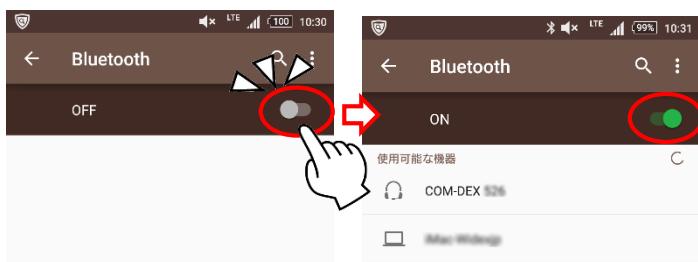 LTE 100 10:30
Bluetooth
OFF
LTE 99% 10:31
Bluetooth
ON
使用可能な機器
COM-DEX